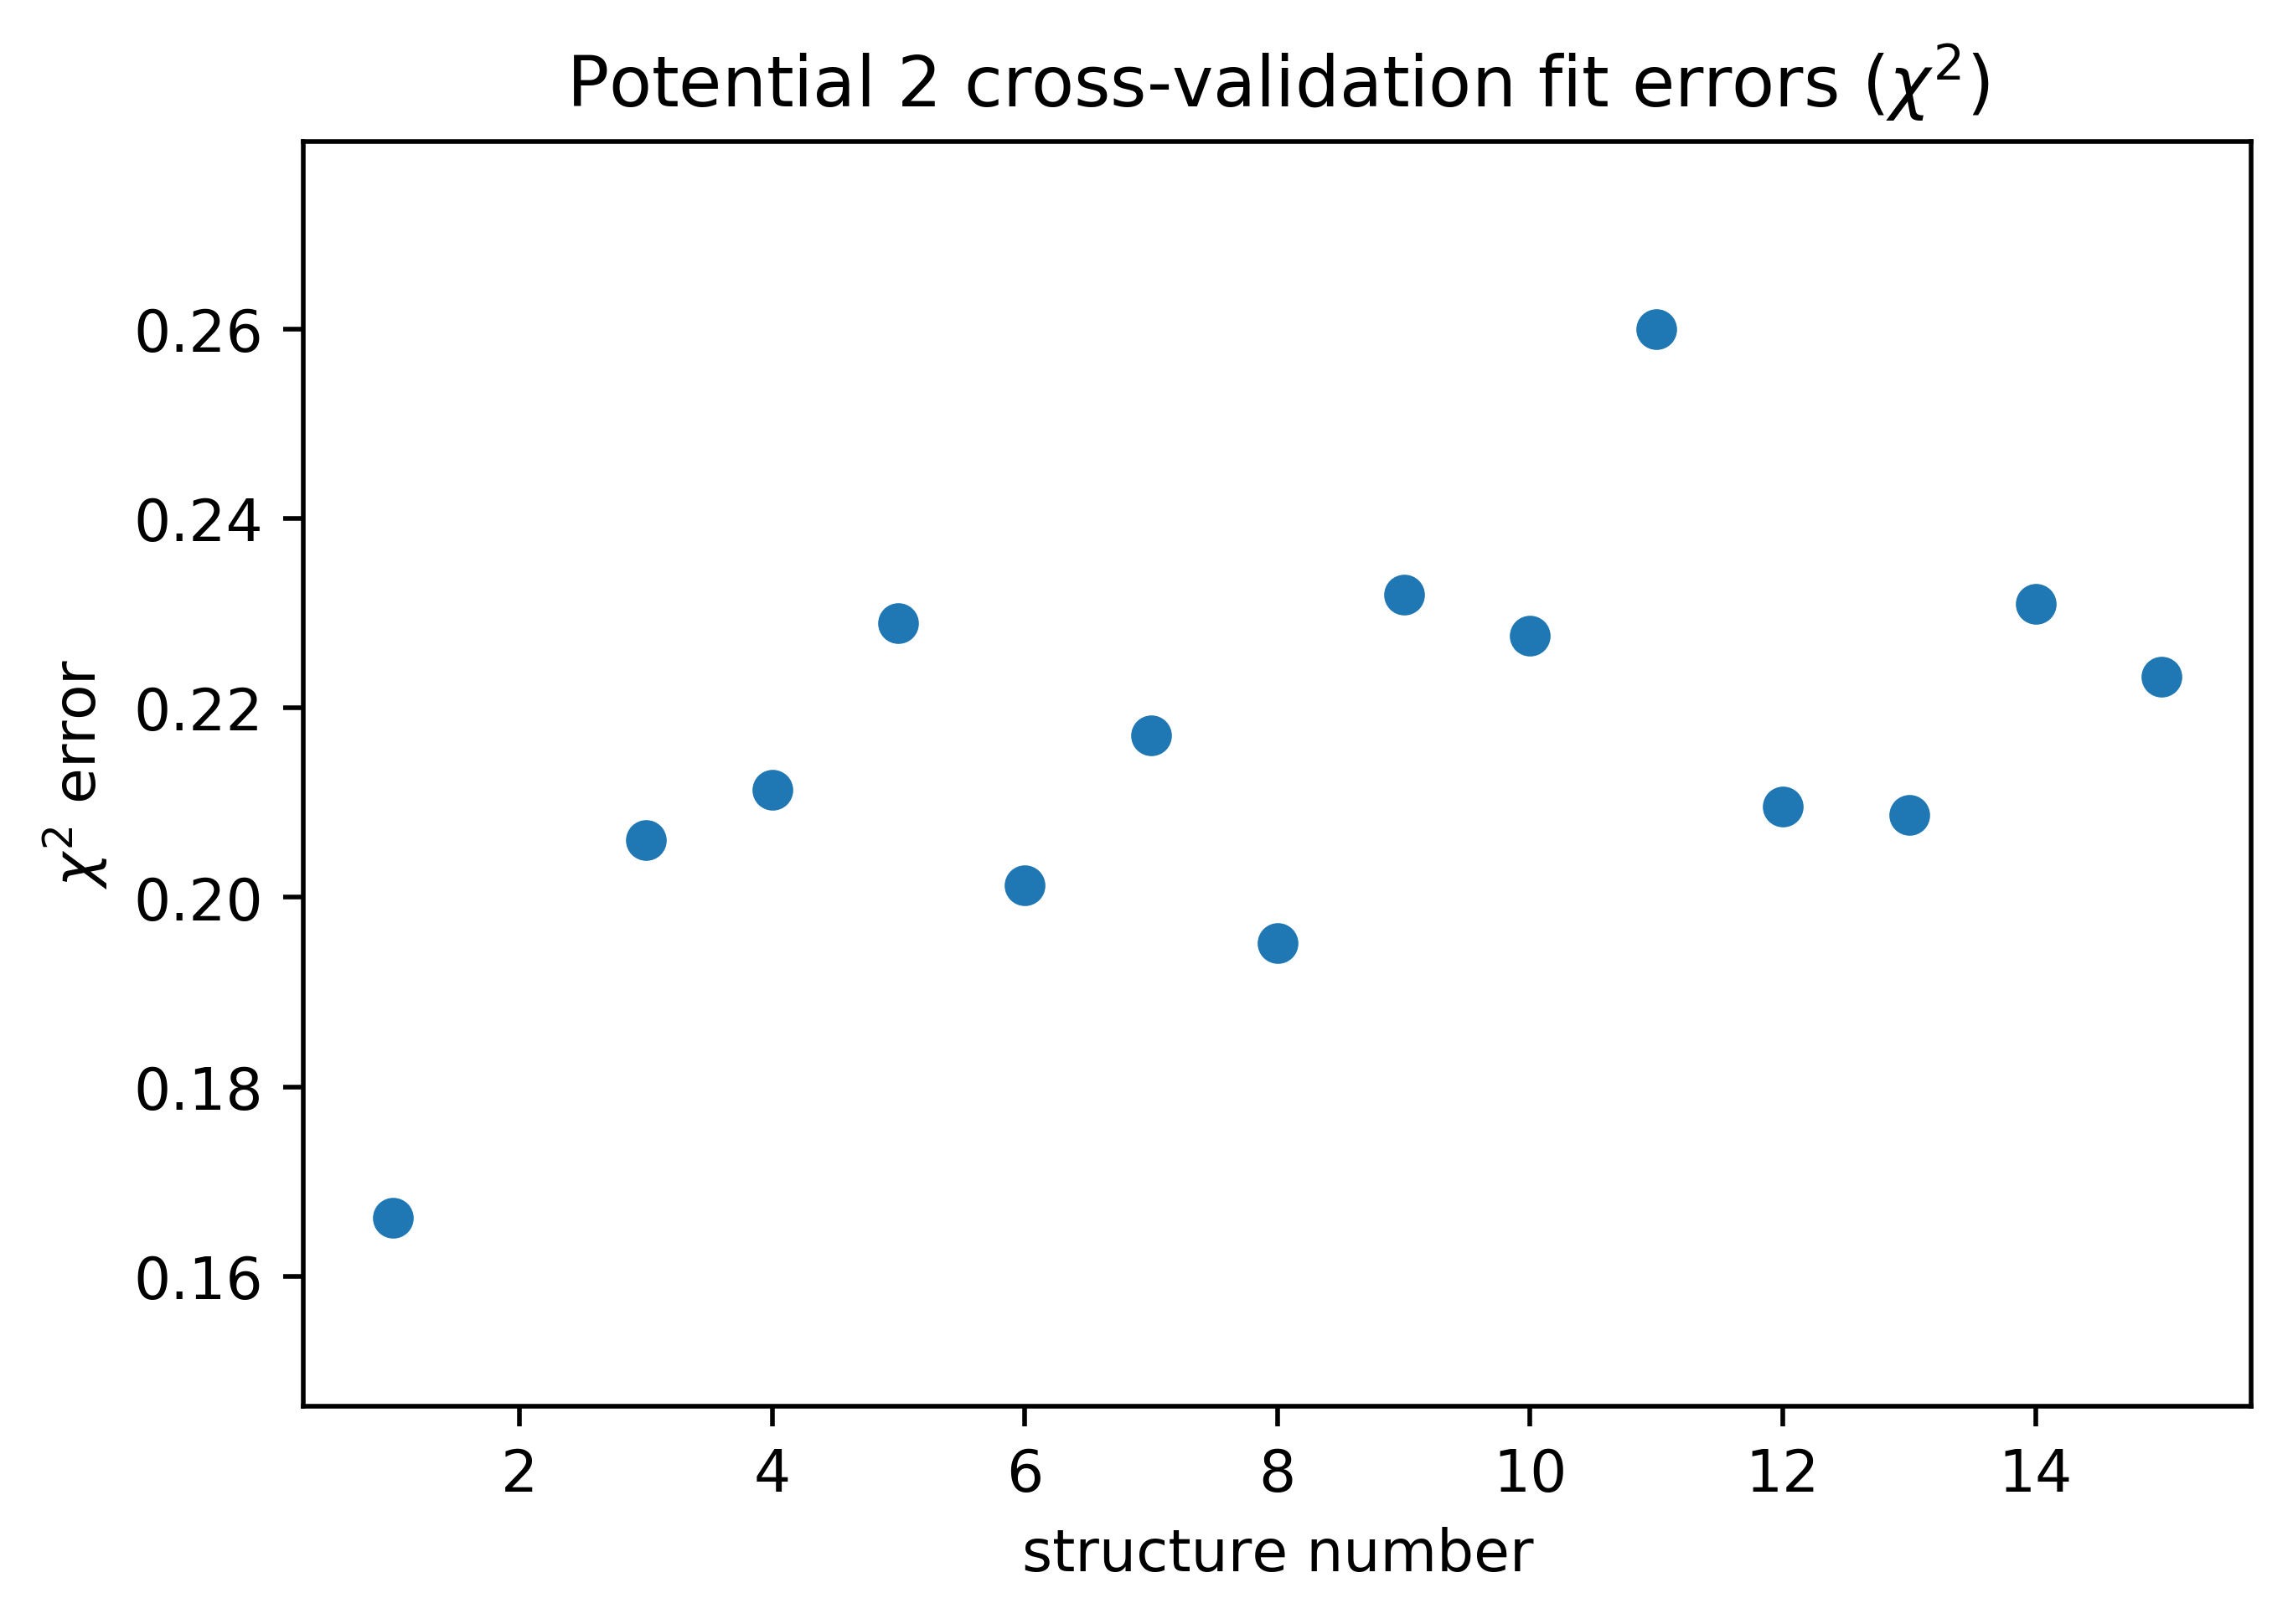 Potential 2 cross-validation fit errors (χ²)
0.26
0.24
0.22
0.20
0.18
0.16
χ² error
2 4 6 8 10 12 14
structure number